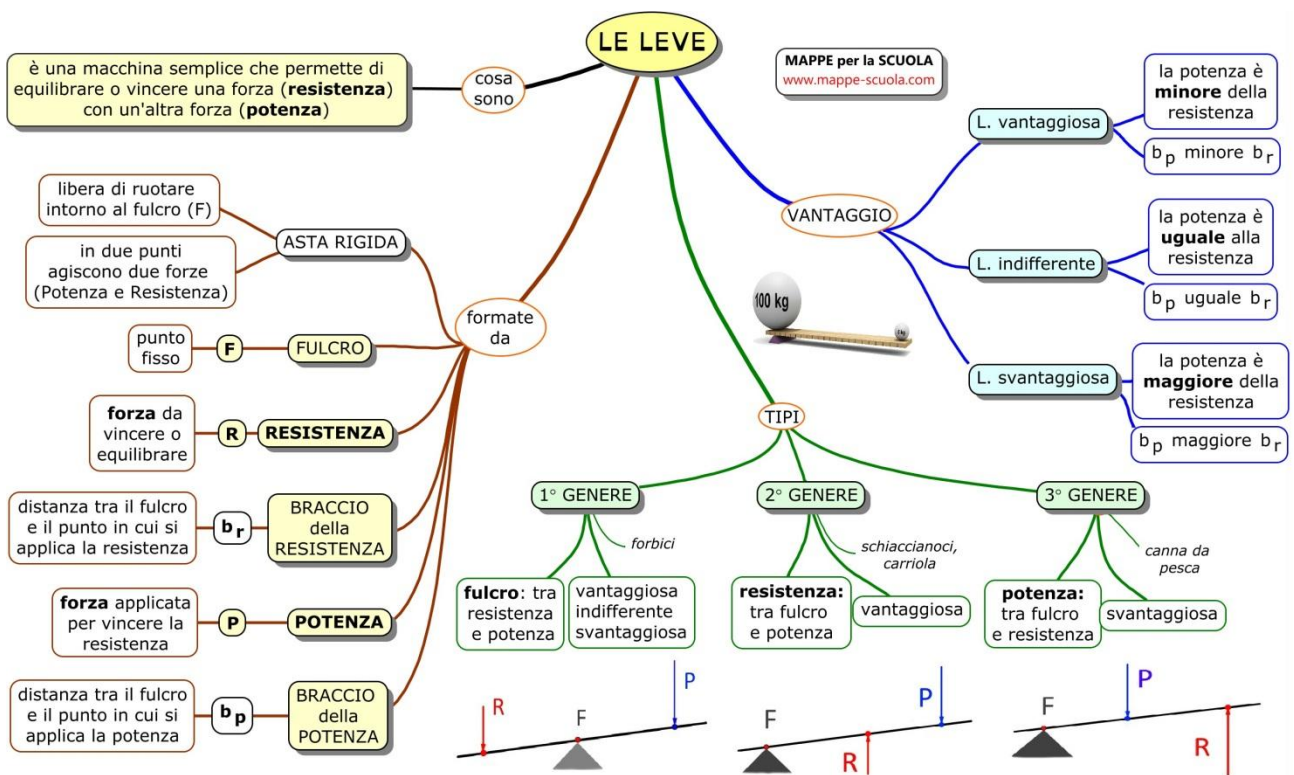 LE LEVE
MAPPE per la SCUOLA
www.mappe-scuola.com
cosa
sono
è una macchina semplice che permette di
equilibrare o vincere una forza (resistenza)
con un'altra forza (potenza)
formate
da
ASTA RIGIDA
libera di ruotare
intorno al fulcro (F)
in due punti
agiscono due forze
(Potenza e Resistenza)
FULCRO
F
punto
fisso
RESISTENZA
R
forza da
vincere o
equilibrare
BRACCIO
della
RESISTENZA
br
distanza tra il fulcro
e il punto in cui si
applica la resistenza
POTENZA
P
forza applicata
per vincere la
resistenza
BRACCIO
della
POTENZA
bp
distanza tra il fulcro
e il punto in cui si
applica la potenza
VANTAGGIO
L. vantaggiosa
la potenza è
minore della
resistenza
bp minore br
L. indifferente
la potenza è
uguale alla
resistenza
bp uguale br
L. svantaggiosa
la potenza è
maggiore della
resistenza
bp maggiore br
100 kg
TIPI
1° GENERE
forbici
fulcro: tra
resistenza
e potenza
vantaggiosa
indifferente
svantaggiosa
R
F
P
2° GENERE
schiaccianoci,
carriola
resistenza:
tra fulcro
e potenza
vantaggiosa
F
R
P
3° GENERE
canna da
pesca
potenza:
tra fulcro
e resistenza
svantaggiosa
F
P
R